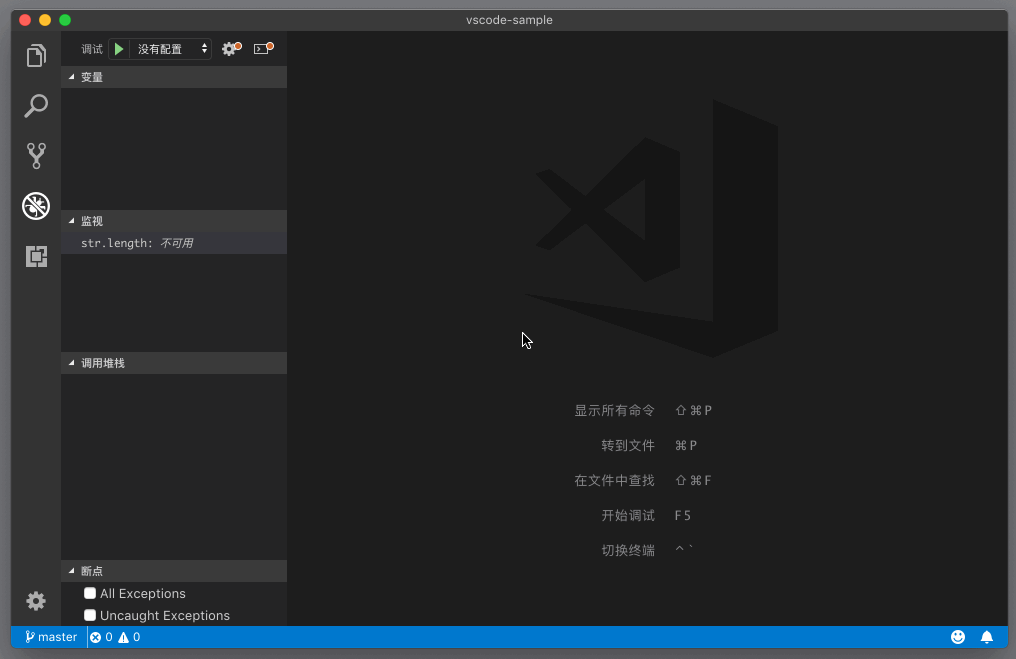 vscode-sample
调试 没有配置
变量
监视
str.length: 不可用
调用堆栈
断点
All Exceptions
Uncaught Exceptions
显示所有命令 ⇧⌘P
转到文件 ⌘P
在文件中查找 ⇧⌘F
开始调试 F5
切换终端 ^`
master 0 0